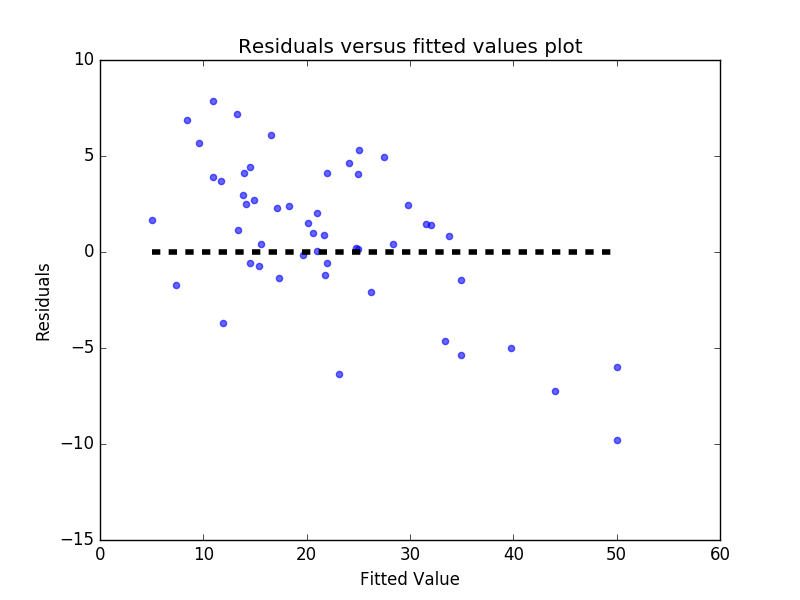 Residuals versus fitted values plot
10
5
0
−5
−10
−15
Residuals
0 10 20 30 40 50 60
Fitted Value